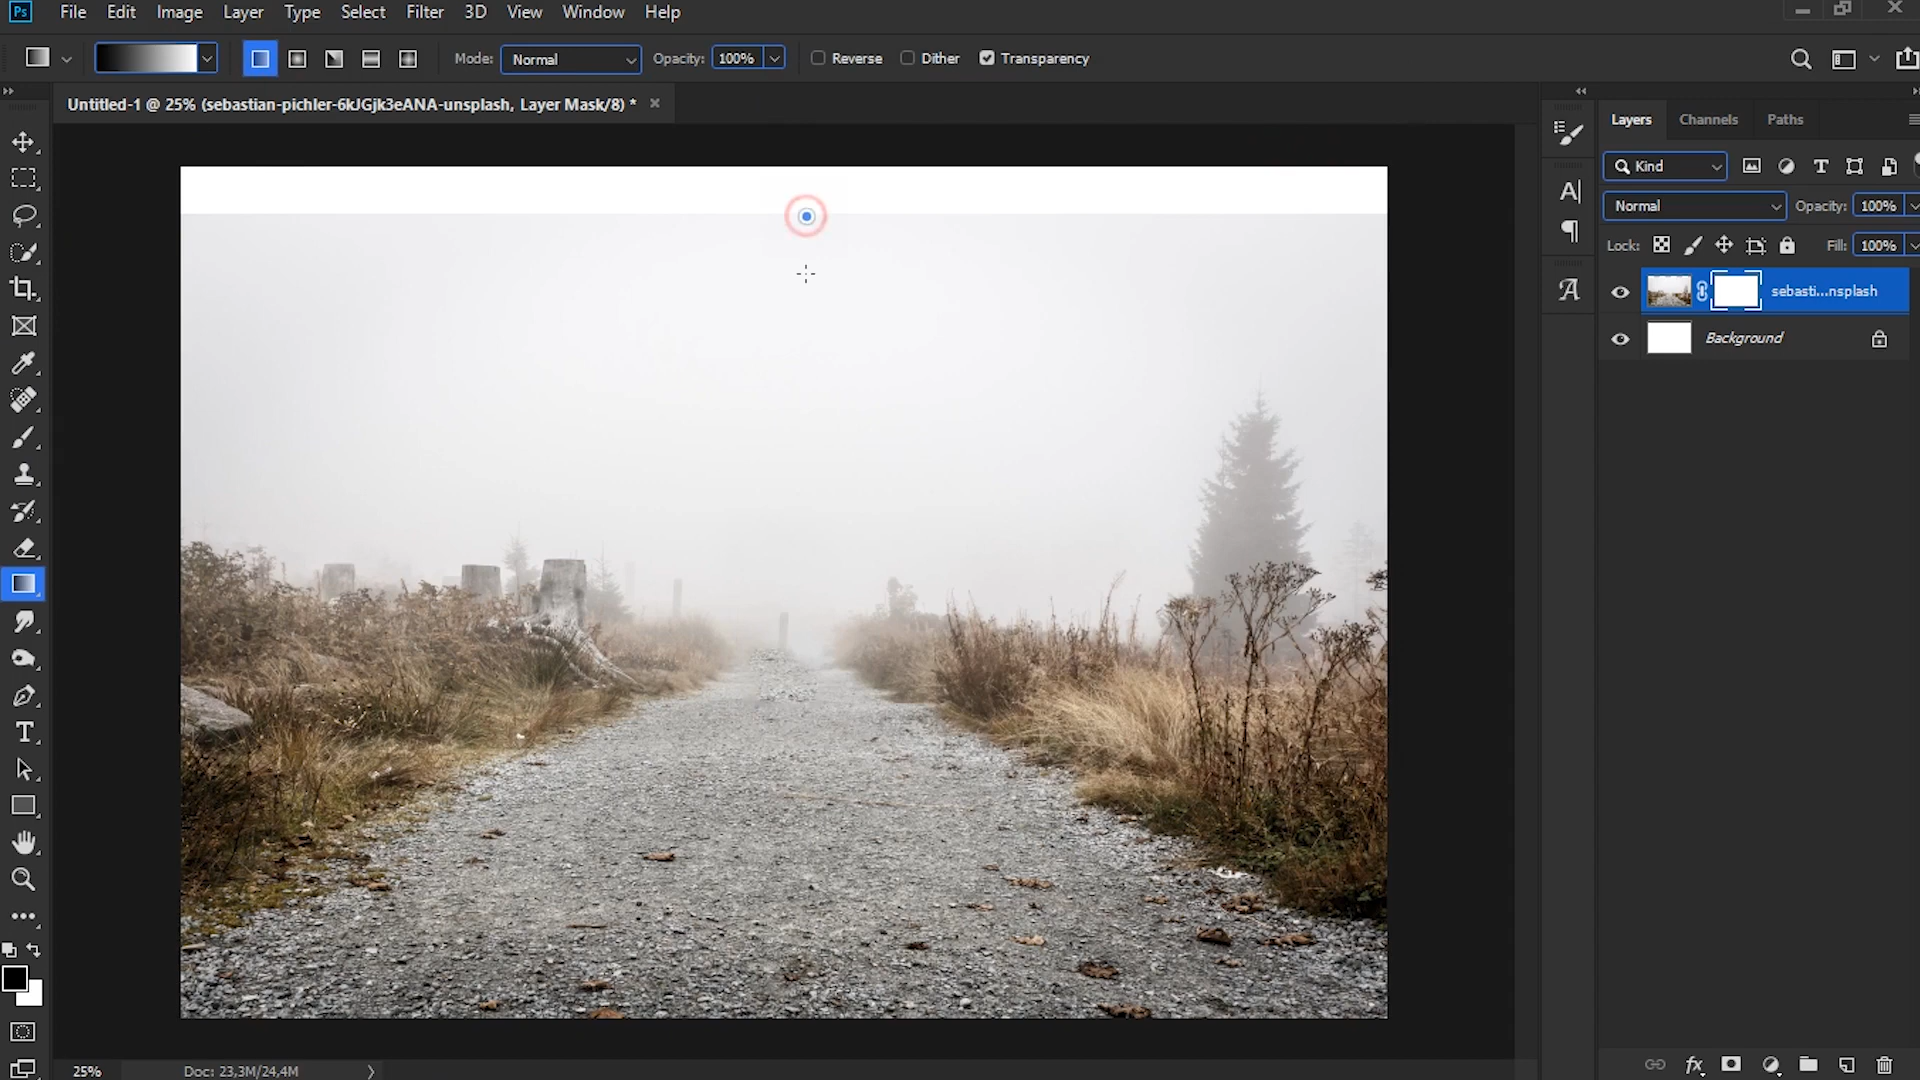 Ps File Edit Image Layer Type Select Filter 3D View Window Help
Mode: Normal Opacity: 100% Reverse Dither Transparency
Untitled-1 @ 25% (sebastian-pichler-6kJGjk3eANA-unsplash, Layer Mask/8) *
Layers Channels Paths
Kind
Normal Opacity: 100%
Lock: Fill: 100%
sebasti...nsplash
Background
25% Doc: 23,3M/24,4M